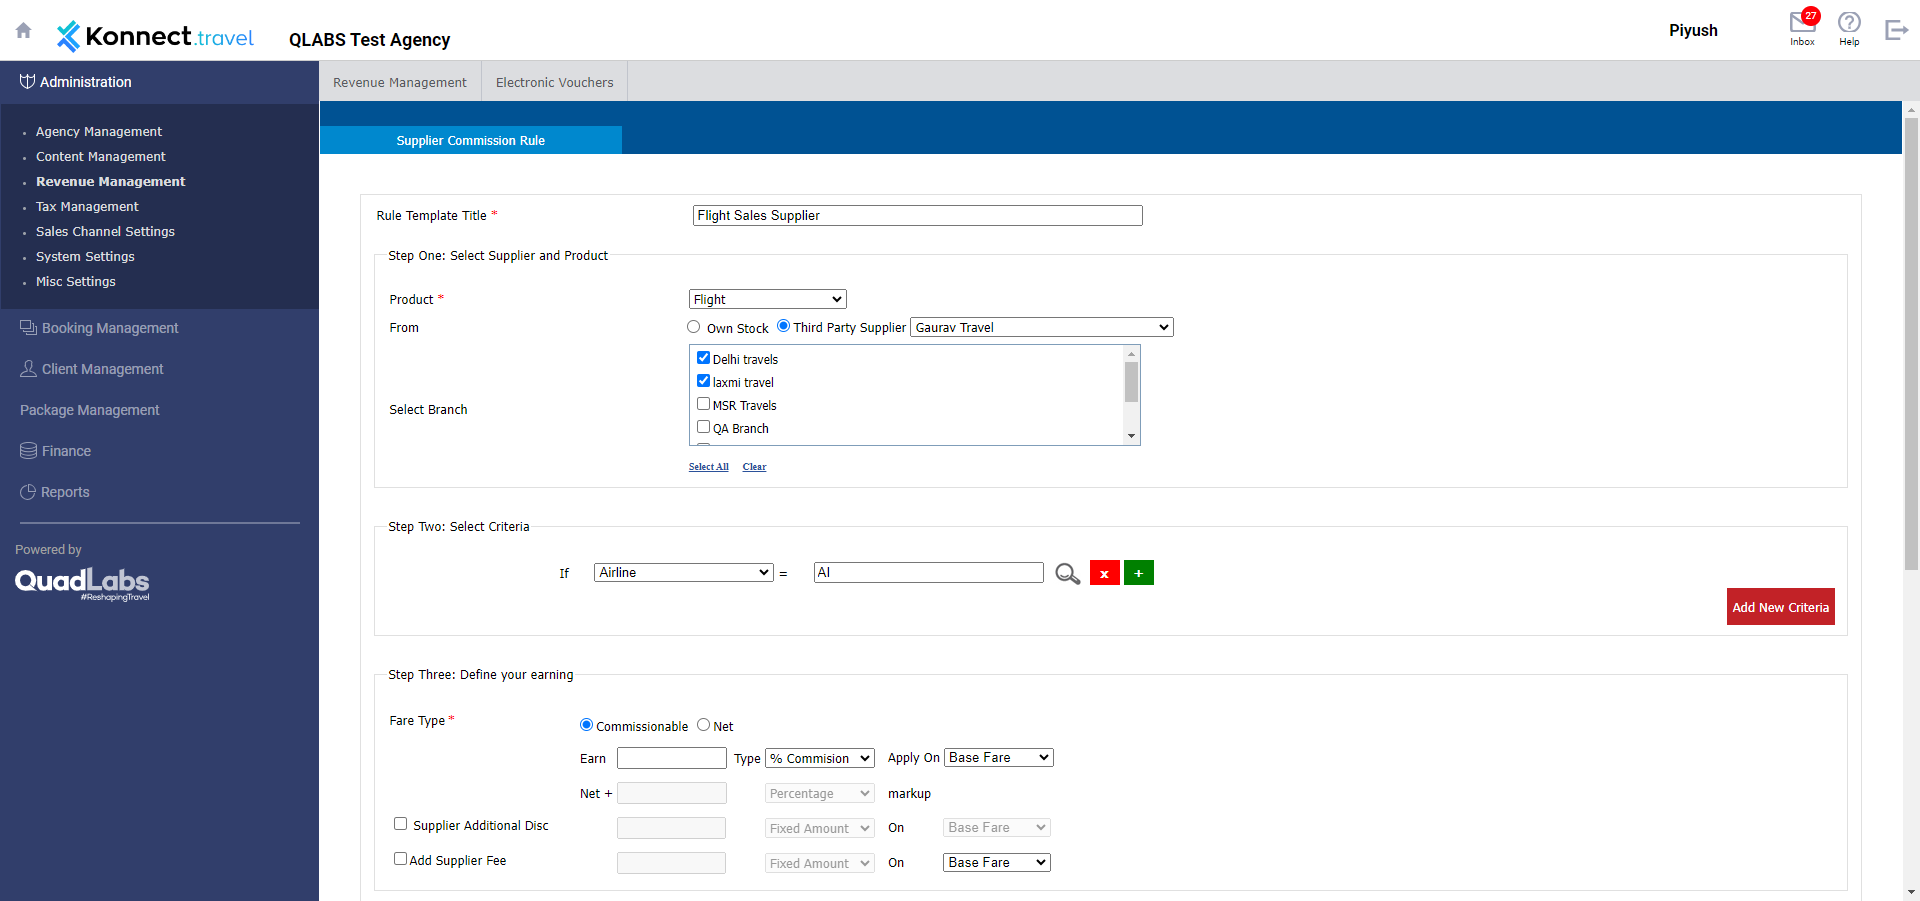 Konnect.travel
QLABS Test Agency
Piyush
27
Inbox
Help
Administration
Agency Management
Content Management
Revenue Management
Tax Management
Sales Channel Settings
System Settings
Misc Settings
Booking Management
Client Management
Package Management
Finance
Reports
Powered by
QuadLabs
#ReshapingTravel
Revenue Management
Electronic Vouchers
Supplier Commission Rule
Rule Template Title *
Flight Sales Supplier
Step One: Select Supplier and Product
Product *
Flight
From
Own Stock Third Party Supplier Gaurav Travel
Select Branch
Delhi travels
laxmi travel
MSR Travels
QA Branch
Select All Clear
Step Two: Select Criteria
If Airline = AI x +
Add New Criteria
Step Three: Define your earning
Fare Type *
Commissionable Net
Earn Type % Commision Apply On Base Fare
Net + Percentage markup
Supplier Additional Disc Fixed Amount On Base Fare
Add Supplier Fee Fixed Amount On Base Fare